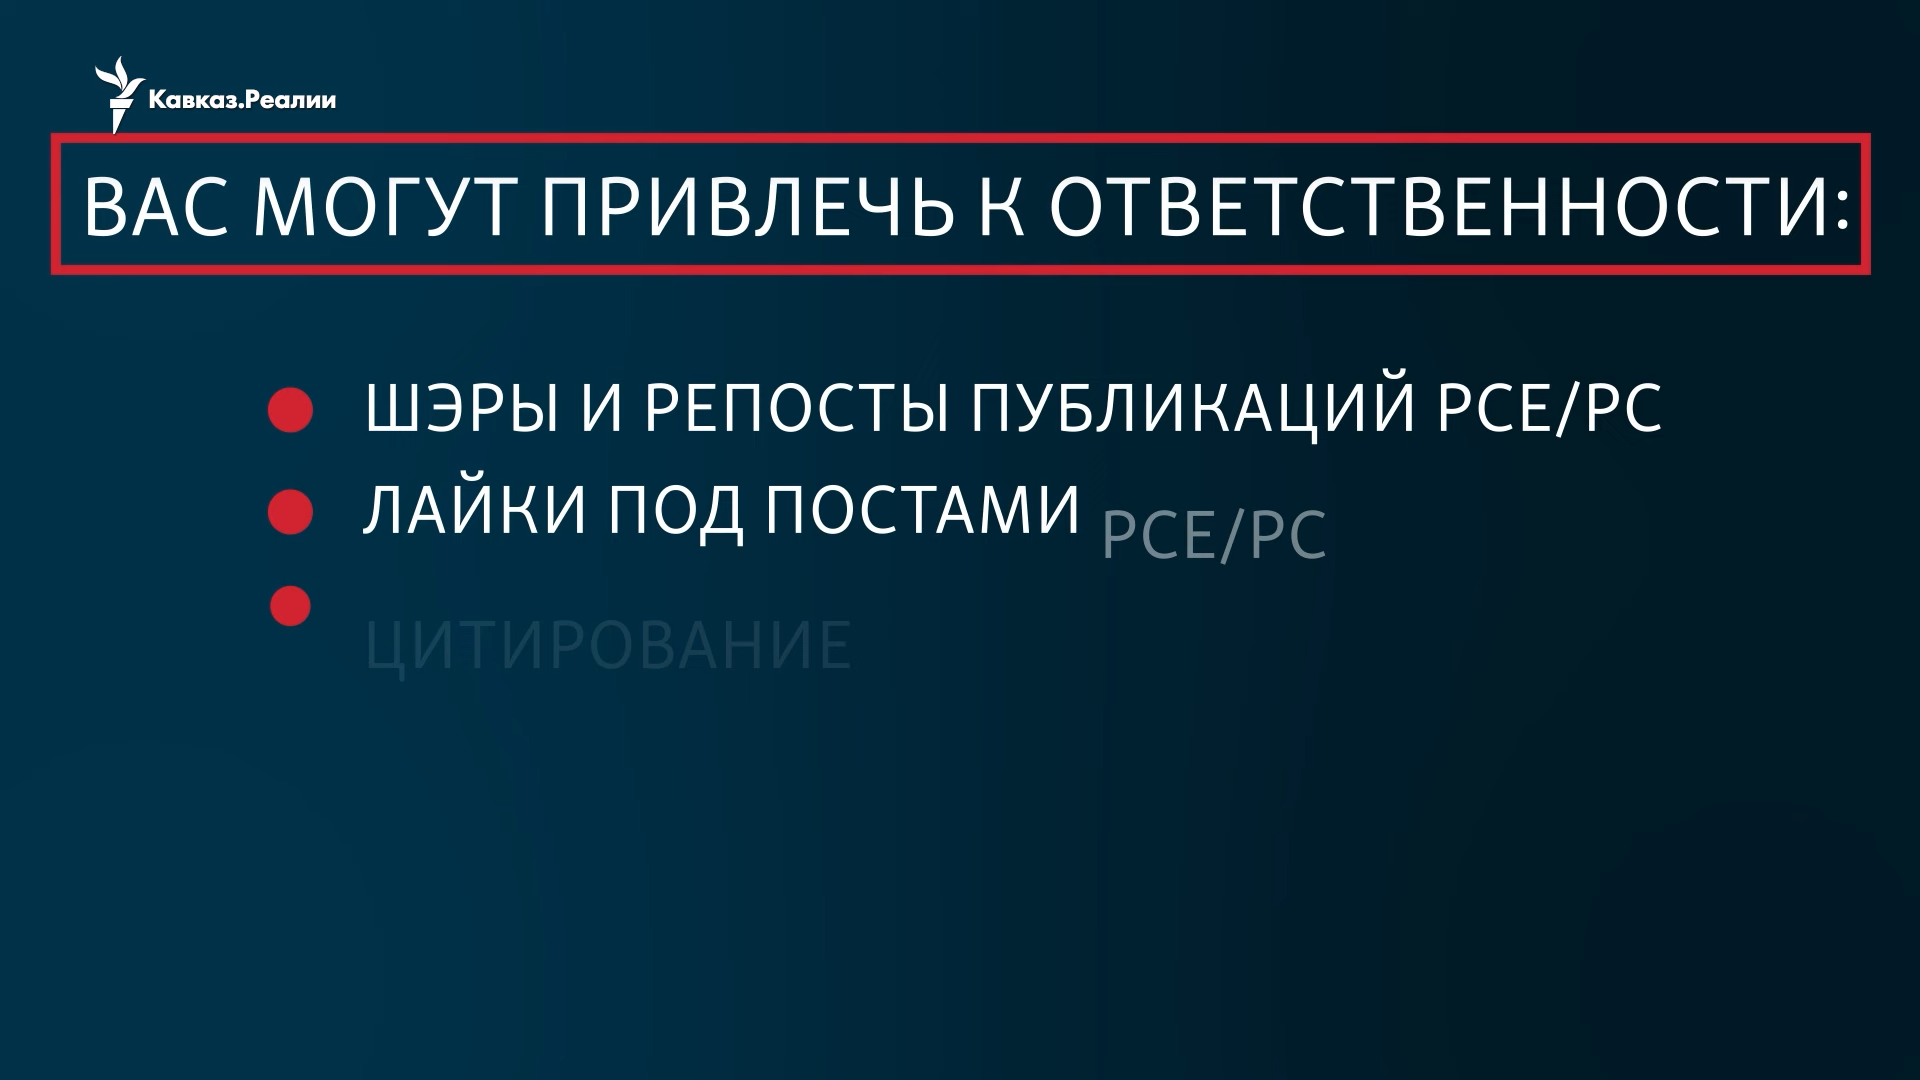 Кавказ.Реалии
ВАС МОГУТ ПРИВЛЕЧЬ К ОТВЕТСТВЕННОСТИ:
ШЭРЫ И РЕПОСТЫ ПУБЛИКАЦИЙ РСЕ/РС
ЛАЙКИ ПОД ПОСТАМИ РСЕ/РС
ЦИТИРОВАНИЕ